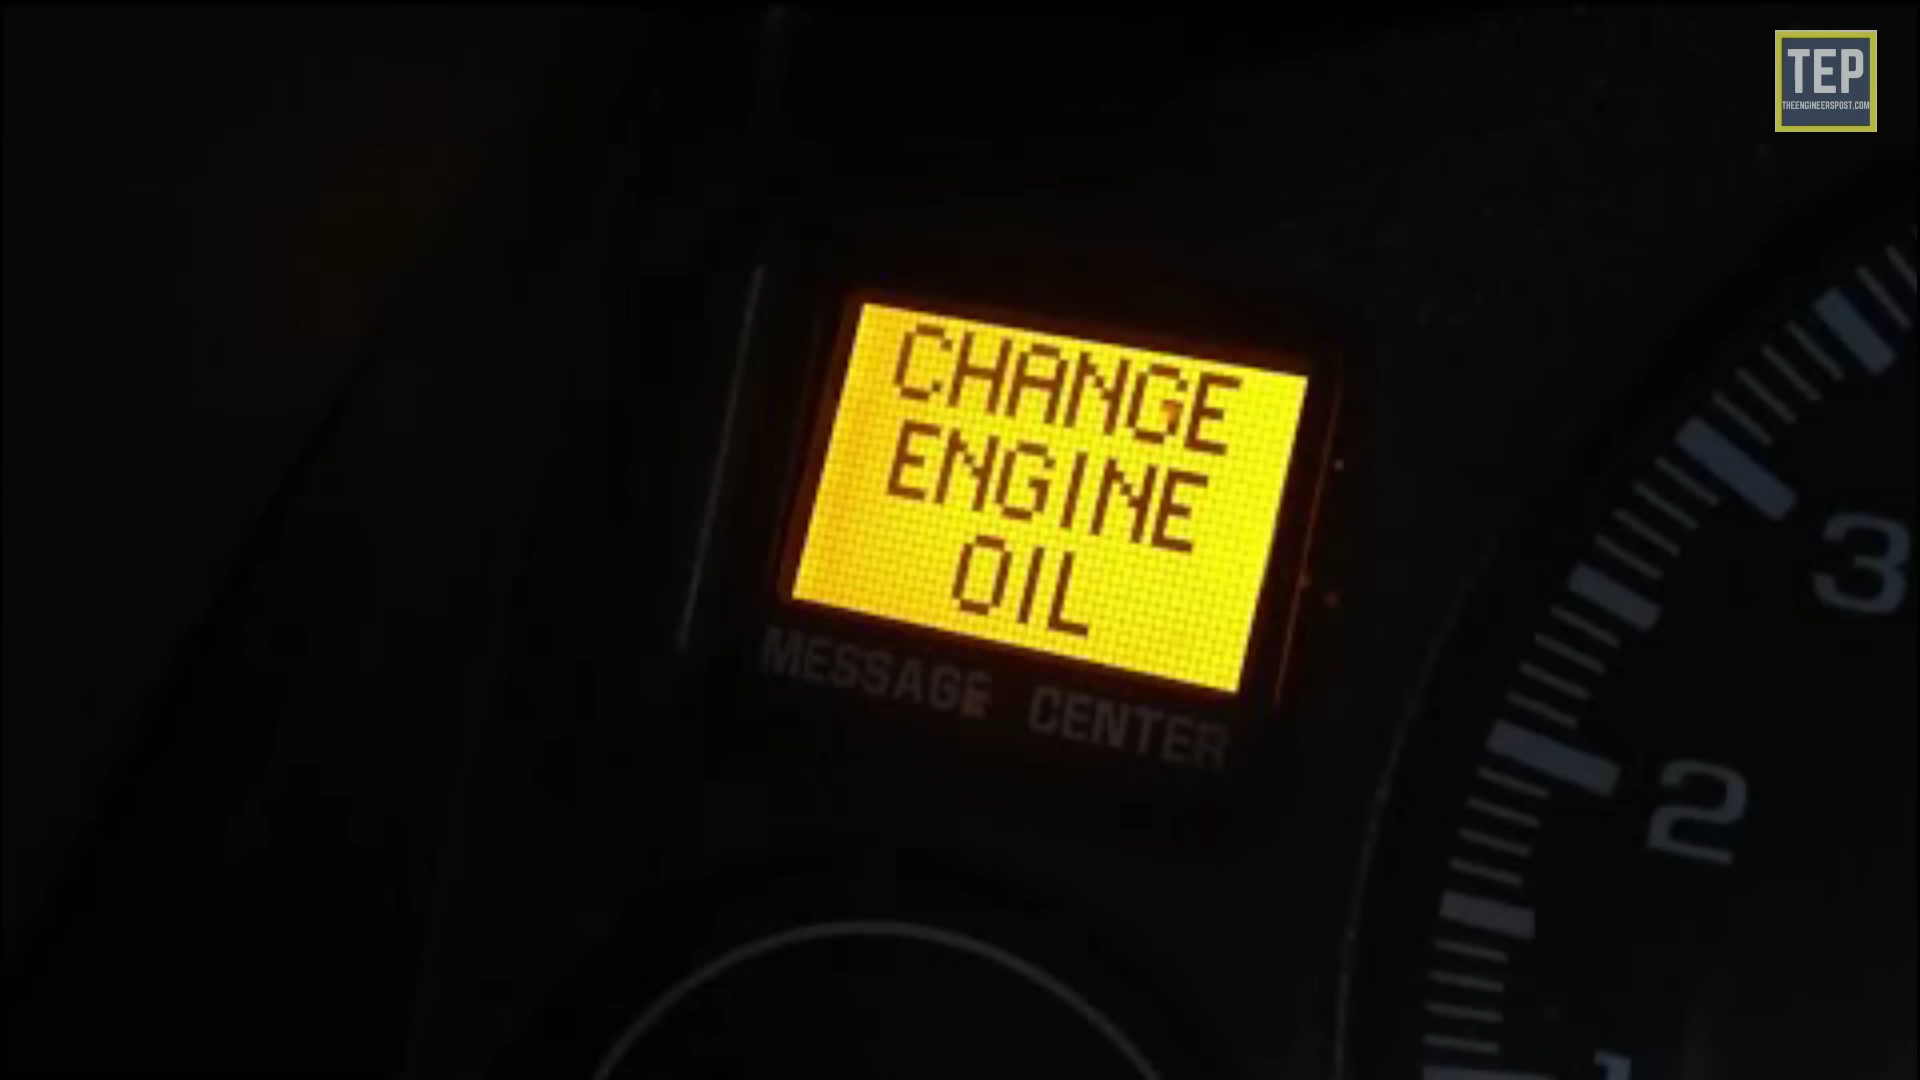 TEP
THEENGINEERSPOST.COM
CHANGE
ENGINE
OIL
MESSAGE CENTER
3
2
1